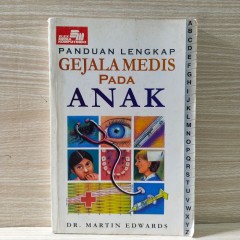 PANDUAN LENGKAP
GEJALA MEDIS
PADA
ANAK
DR. MARTIN EDWARDS
A
B
C
D
E
F
G
H
I
J
K
L
M
N
O
P
Q
R
S
T
U
V
W
X
Y
Z